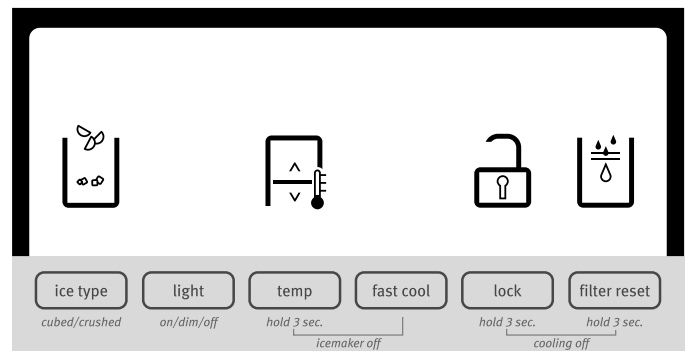 ice type light temp fast cool lock filter reset
cubed/crushed on/dim/off hold 3 sec. hold 3 sec. hold 3 sec.
icemaker off cooling off